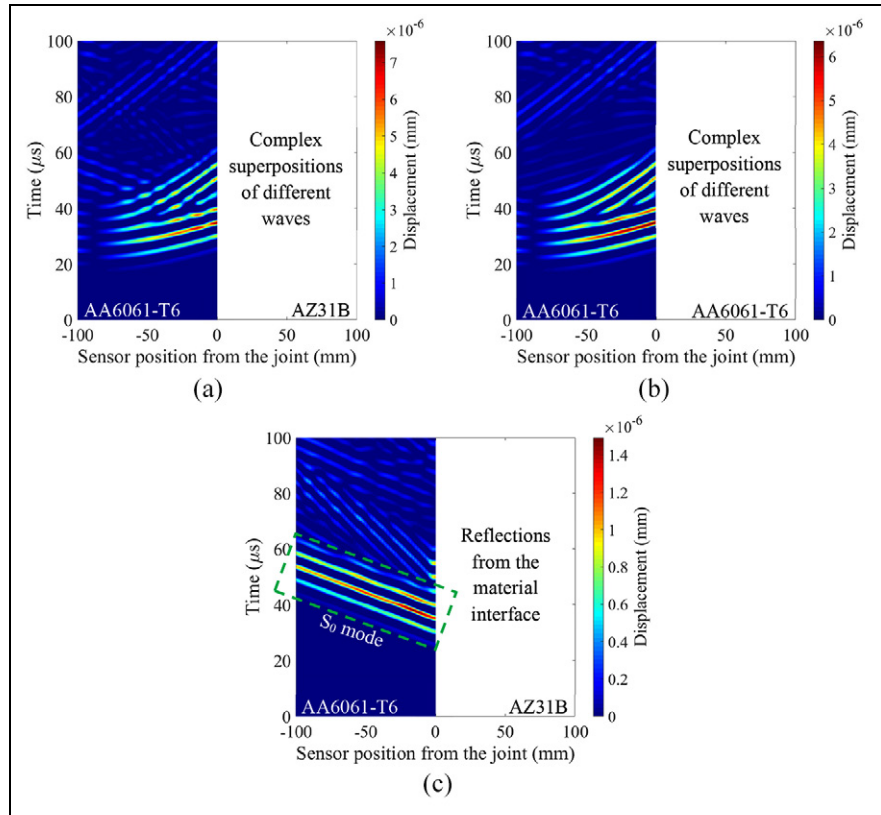 ×10⁻⁶
100
80
60
40
20
0
Time (μs)
Complex
superpositions
of different
waves
AA6061-T6
AZ31B
-100
-50
0
50
100
Sensor position from the joint (mm)
7
6
5
4
3
2
1
0
Displacement (mm)
(a)
×10⁻⁶
100
80
60
40
20
0
Time (μs)
Complex
superpositions
of different
waves
AA6061-T6
AA6061-T6
-100
-50
0
50
100
Sensor position from the joint (mm)
6
5
4
3
2
1
0
Displacement (mm)
(b)
×10⁻⁶
100
80
60
40
20
0
Time (μs)
Reflections
from the
material
interface
S₀ mode
AA6061-T6
AZ31B
-100
-50
0
50
100
Sensor position from the joint (mm)
1.4
1.2
1
0.8
0.6
0.4
0.2
0
Displacement (mm)
(c)